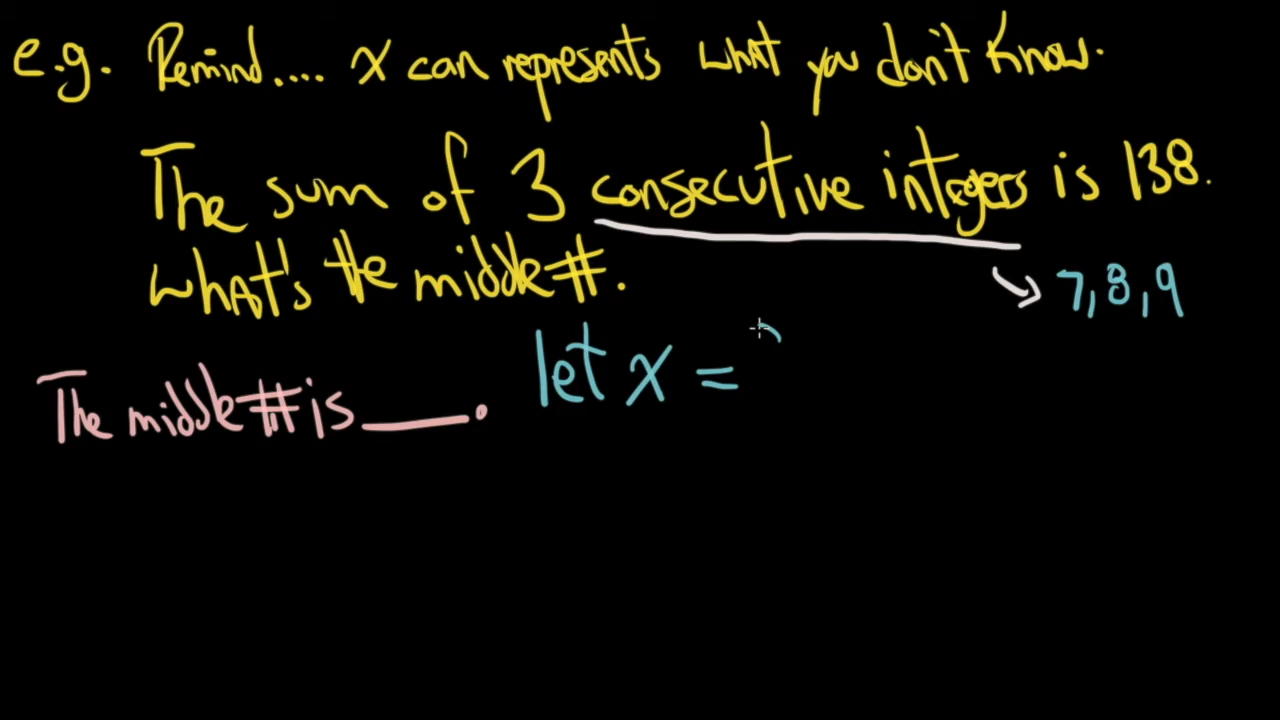 e.g. Remind.... x can represents what you don't know.
The sum of 3 consecutive integers is 138.
what's the middle #.
7, 8, 9
let x =
The middle # is ____.